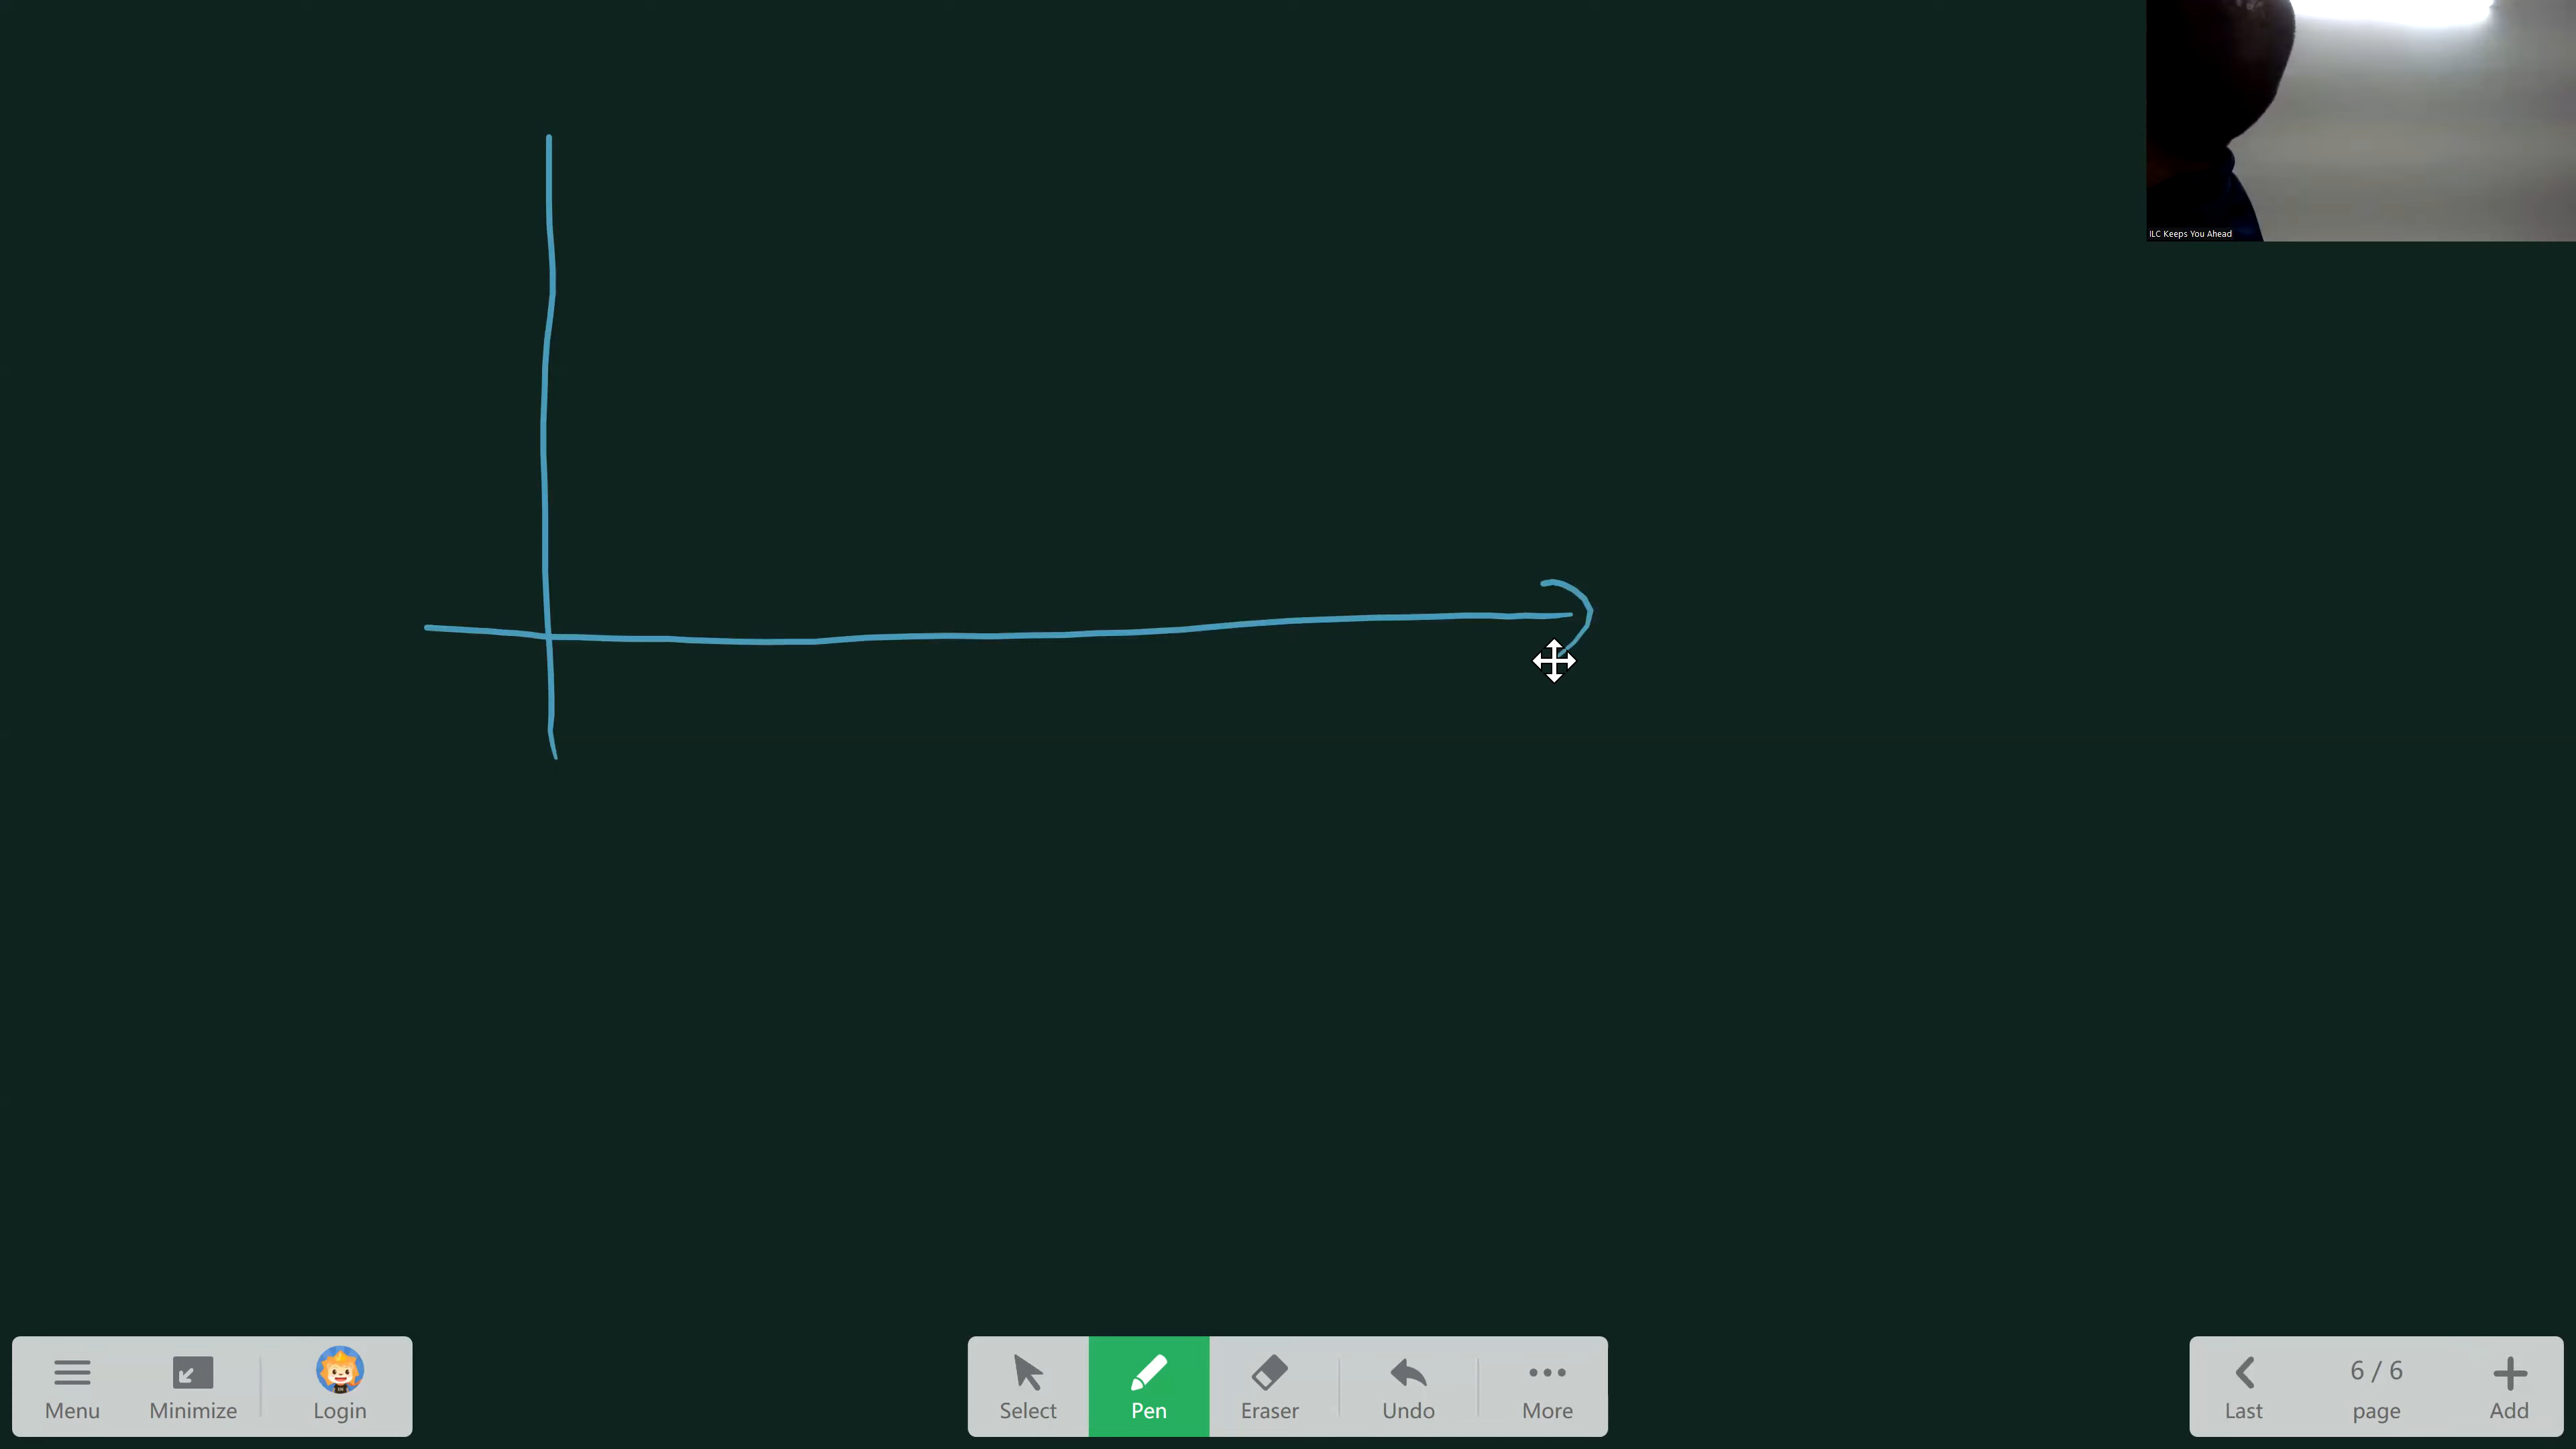 ILC Keeps You Ahead
Menu
Minimize
Login
Select
Pen
Eraser
Undo
More
Last
6 / 6
page
Add